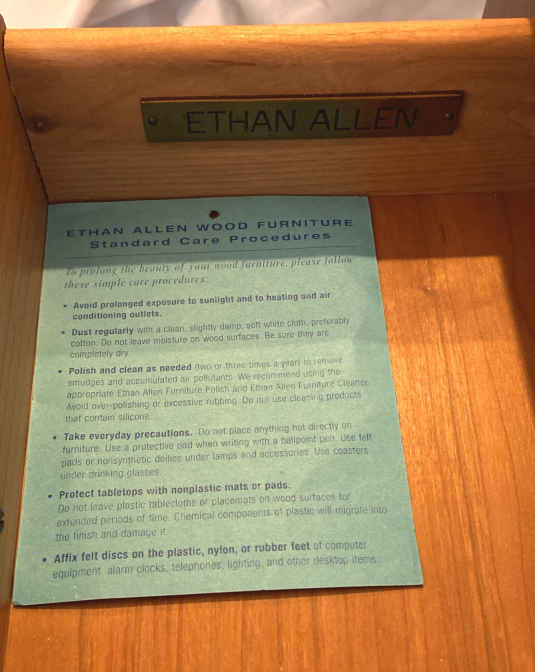 ETHAN ALLEN
ETHAN ALLEN WOOD FURNITURE
Standard Care Procedures
To prolong the beauty of your wood furniture, please follow
these simple care procedures:
• Avoid prolonged exposure to sunlight and to heating and air
conditioning outlets.
• Dust regularly with a clean, slightly damp, soft white cloth, preferably
cotton. Do not leave moisture on wood surfaces. Be sure they are
completely dry.
• Polish and clean as needed (two or three times a year) to remove
smudges and accumulated air pollutants. We recommend using the
appropriate Ethan Allen Furniture Polish and Ethan Allen Furniture Cleaner.
Avoid over-polishing or excessive rubbing. Do not use cleaning products
that contain silicone.
• Take everyday precautions. Do not place anything hot directly on
furniture. Use a protective pad when writing with a ballpoint pen. Use felt
pads or nonsynthetic doilies under lamps and accessories. Use coasters
under drinking glasses.
• Protect tabletops with nonplastic mats or pads.
Do not leave plastic tablecloths or placemats on wood surfaces for
extended periods of time. Chemical components of plastic will migrate into
the finish and damage it.
• Affix felt discs on the plastic, nylon, or rubber feet of computer
equipment, alarm clocks, telephones, lighting, and other desktop items.